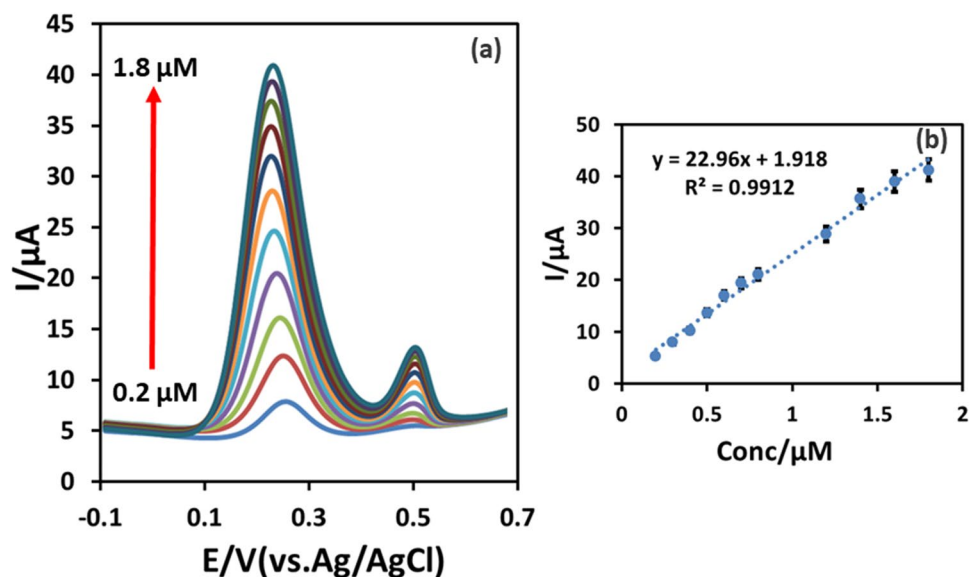 45
40
35
30
25
20
15
10
5
0
I/µA
(a)
1.8 µM
0.2 µM
-0.1 0.1 0.3 0.5 0.7
E/V(vs.Ag/AgCl)
50
40
30
20
10
0
I/µA
(b)
y = 22.96x + 1.918
R² = 0.9912
0 0.5 1 1.5 2
Conc/µM